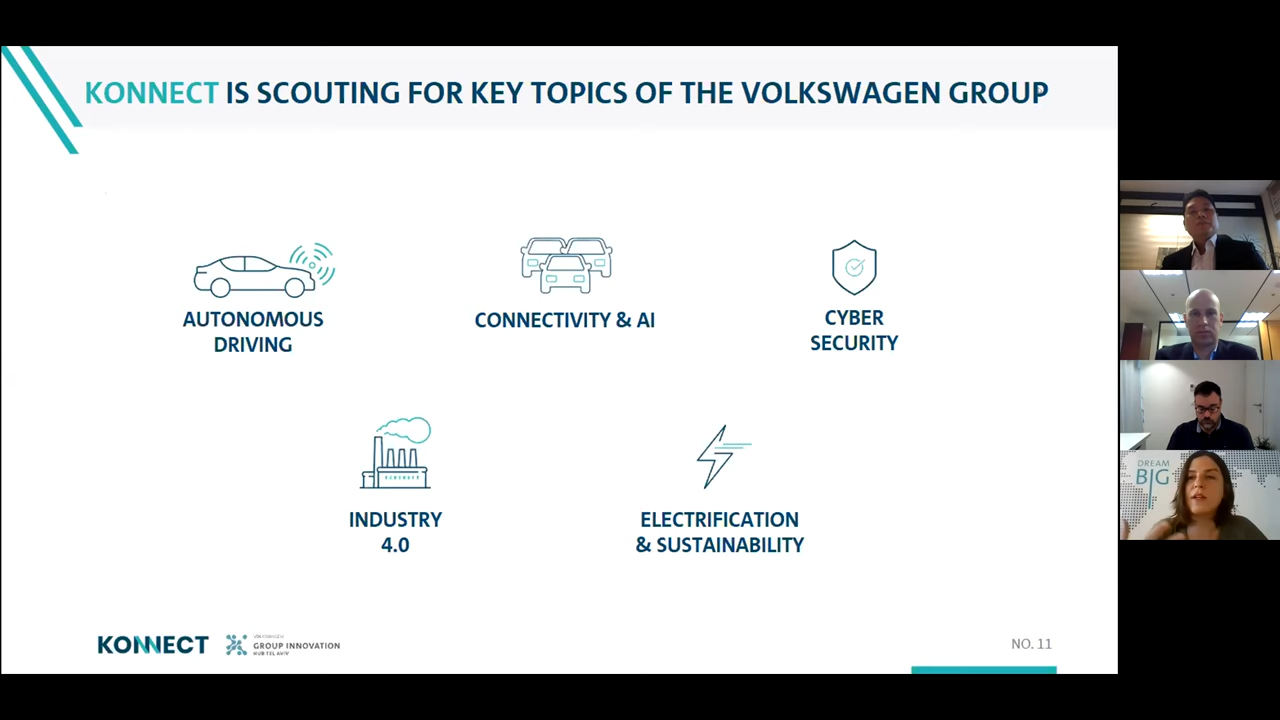 KONNECT IS SCOUTING FOR KEY TOPICS OF THE VOLKSWAGEN GROUP
AUTONOMOUS
DRIVING
CONNECTIVITY & AI
CYBER
SECURITY
INDUSTRY
4.0
ELECTRIFICATION
& SUSTAINABILITY
KONNECT
VOLKSWAGEN
GROUP INNOVATION
HUB TEL AVIV
NO. 11
DREAM
BIG